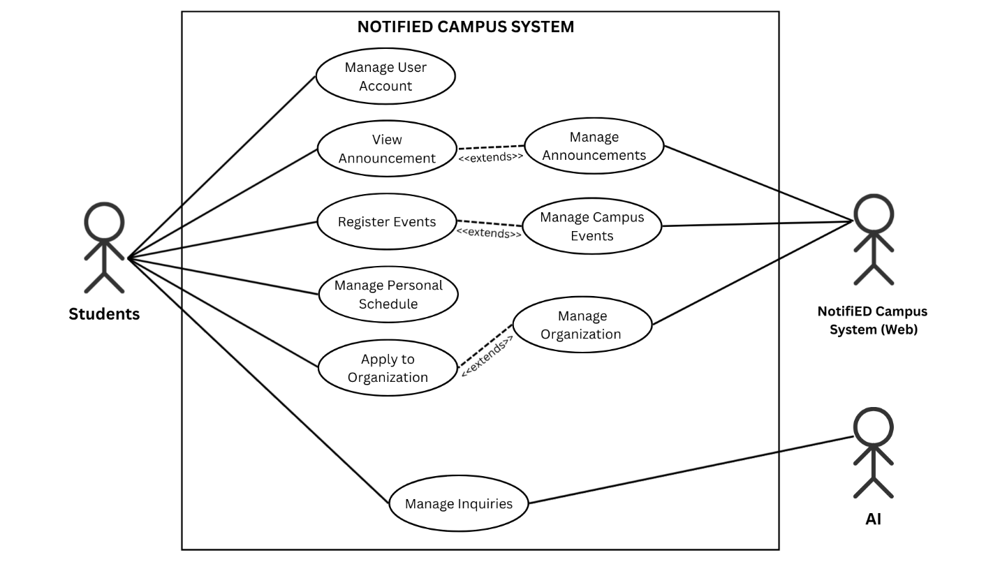 NOTIFIED CAMPUS SYSTEM
Manage User
Account
View
Announcement
<<extends>>
Manage
Announcements
Register Events
<<extends>>
Manage Campus
Events
Manage Personal
Schedule
Apply to
Organization
<<extends>>
Manage
Organization
Manage Inquiries
Students
NotifiED Campus
System (Web)
AI